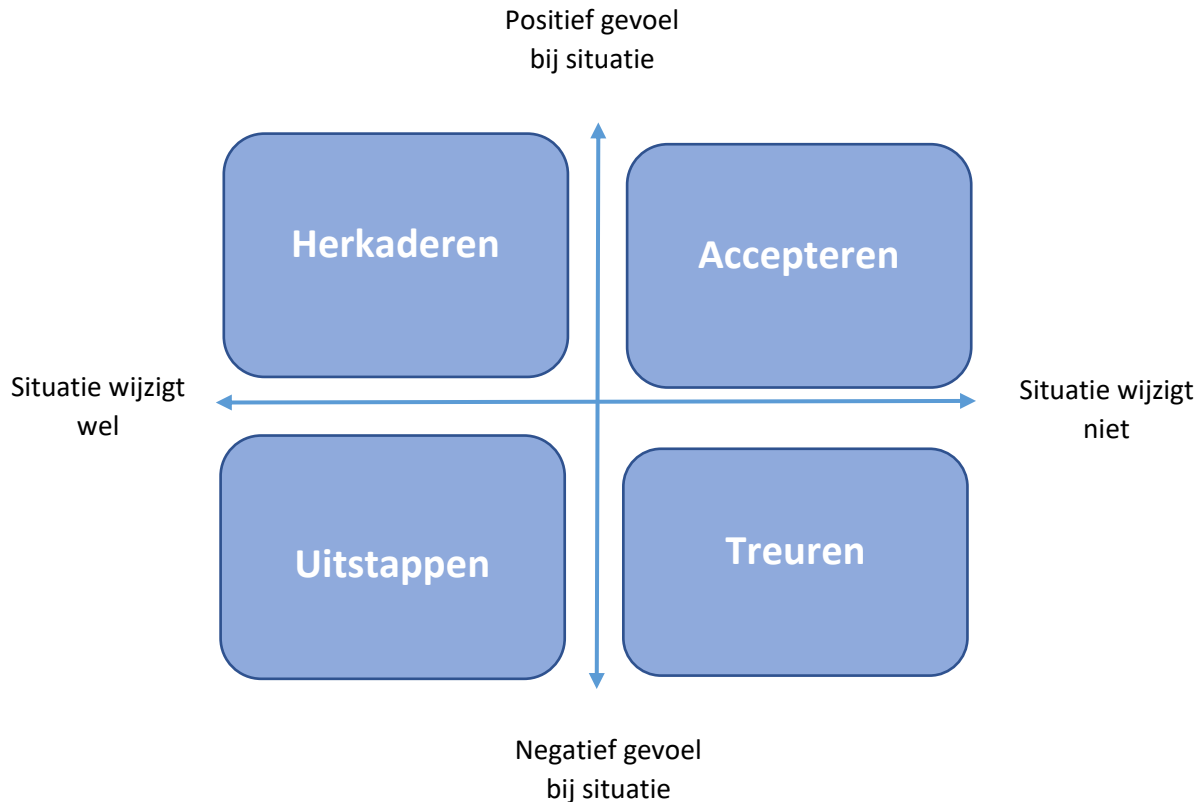 Positief gevoel
bij situatie
Herkaderen
Accepteren
Situatie wijzigt
wel
Situatie wijzigt
niet
Uitstappen
Treuren
Negatief gevoel
bij situatie